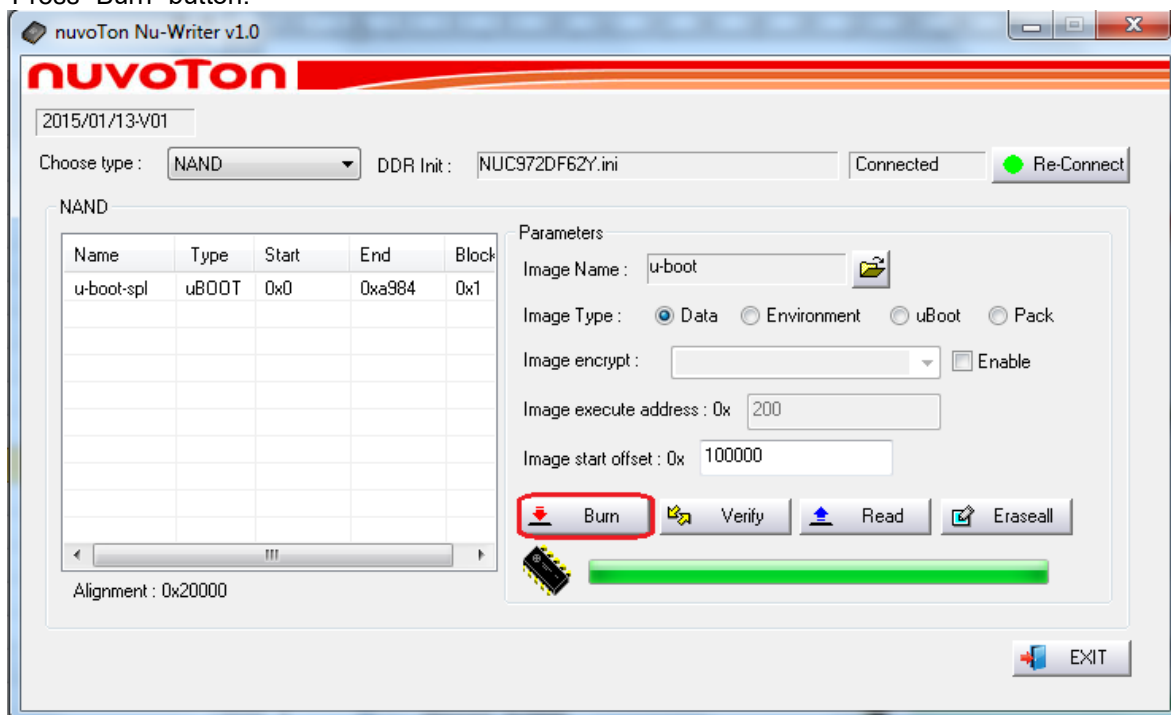 Press "Burn" button.
nuvoTon Nu-Writer v1.0
nuvoTon
2015/01/13-V01
Choose type : NAND DDR Init : NUC972DF62Y.ini Connected Re-Connect
NAND
Name Type Start End Block
u-boot-spl uBOOT 0x0 0xa984 0x1
Alignment : 0x20000
Parameters
Image Name : u-boot
Image Type : Data Environment uBoot Pack
Image encrypt : Enable
Image execute address : 0x 200
Image start offset : 0x 100000
Burn Verify Read Eraseall
EXIT